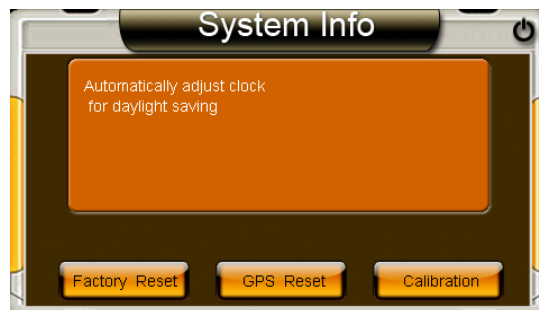 System Info
Automatically adjust clock
for daylight saving
Factory Reset
GPS Reset
Calibration